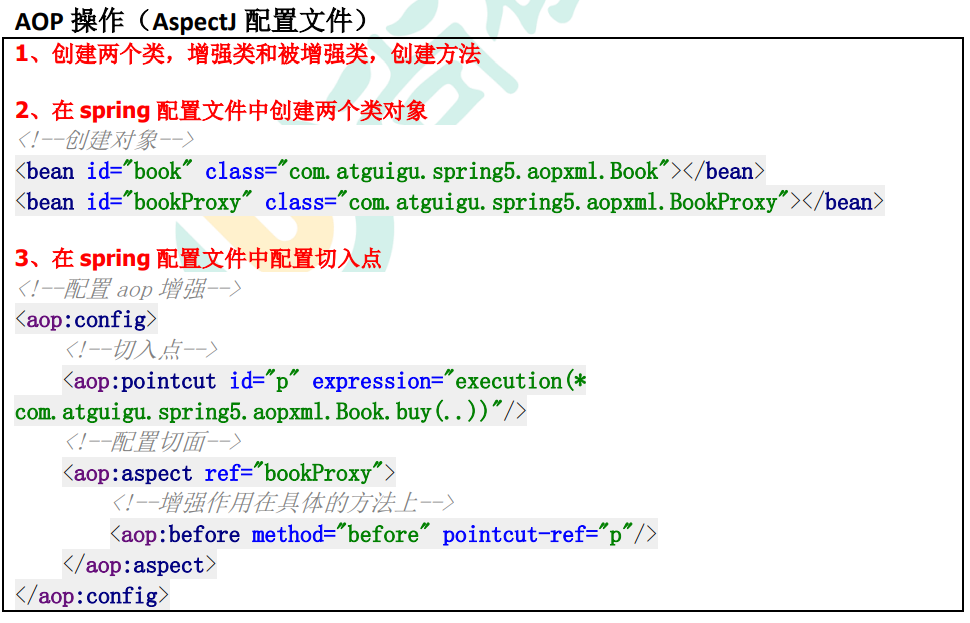 AOP 操作（AspectJ 配置文件）
1、创建两个类，增强类和被增强类，创建方法
2、在 spring 配置文件中创建两个类对象
<!--创建对象-->
<bean id="book" class="com.atguigu.spring5.aopxml.Book"></bean>
<bean id="bookProxy" class="com.atguigu.spring5.aopxml.BookProxy"></bean>
3、在 spring 配置文件中配置切入点
<!--配置 aop 增强-->
<aop:config>
<!--切入点-->
<aop:pointcut id="p" expression="execution(*
com.atguigu.spring5.aopxml.Book.buy(..))"/>
<!--配置切面-->
<aop:aspect ref="bookProxy">
<!--增强作用在具体的方法上-->
<aop:before method="before" pointcut-ref="p"/>
</aop:aspect>
</aop:config>